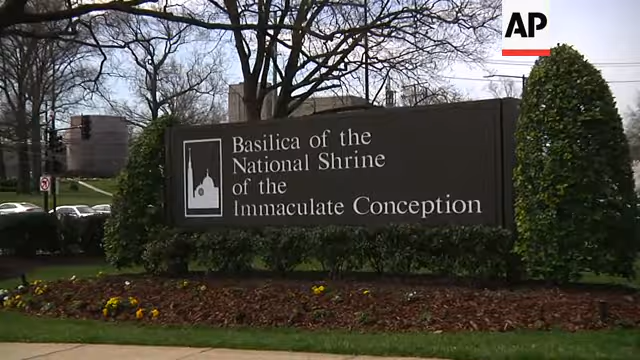 AP
Basilica of the
National Shrine
of the
Immaculate Conception